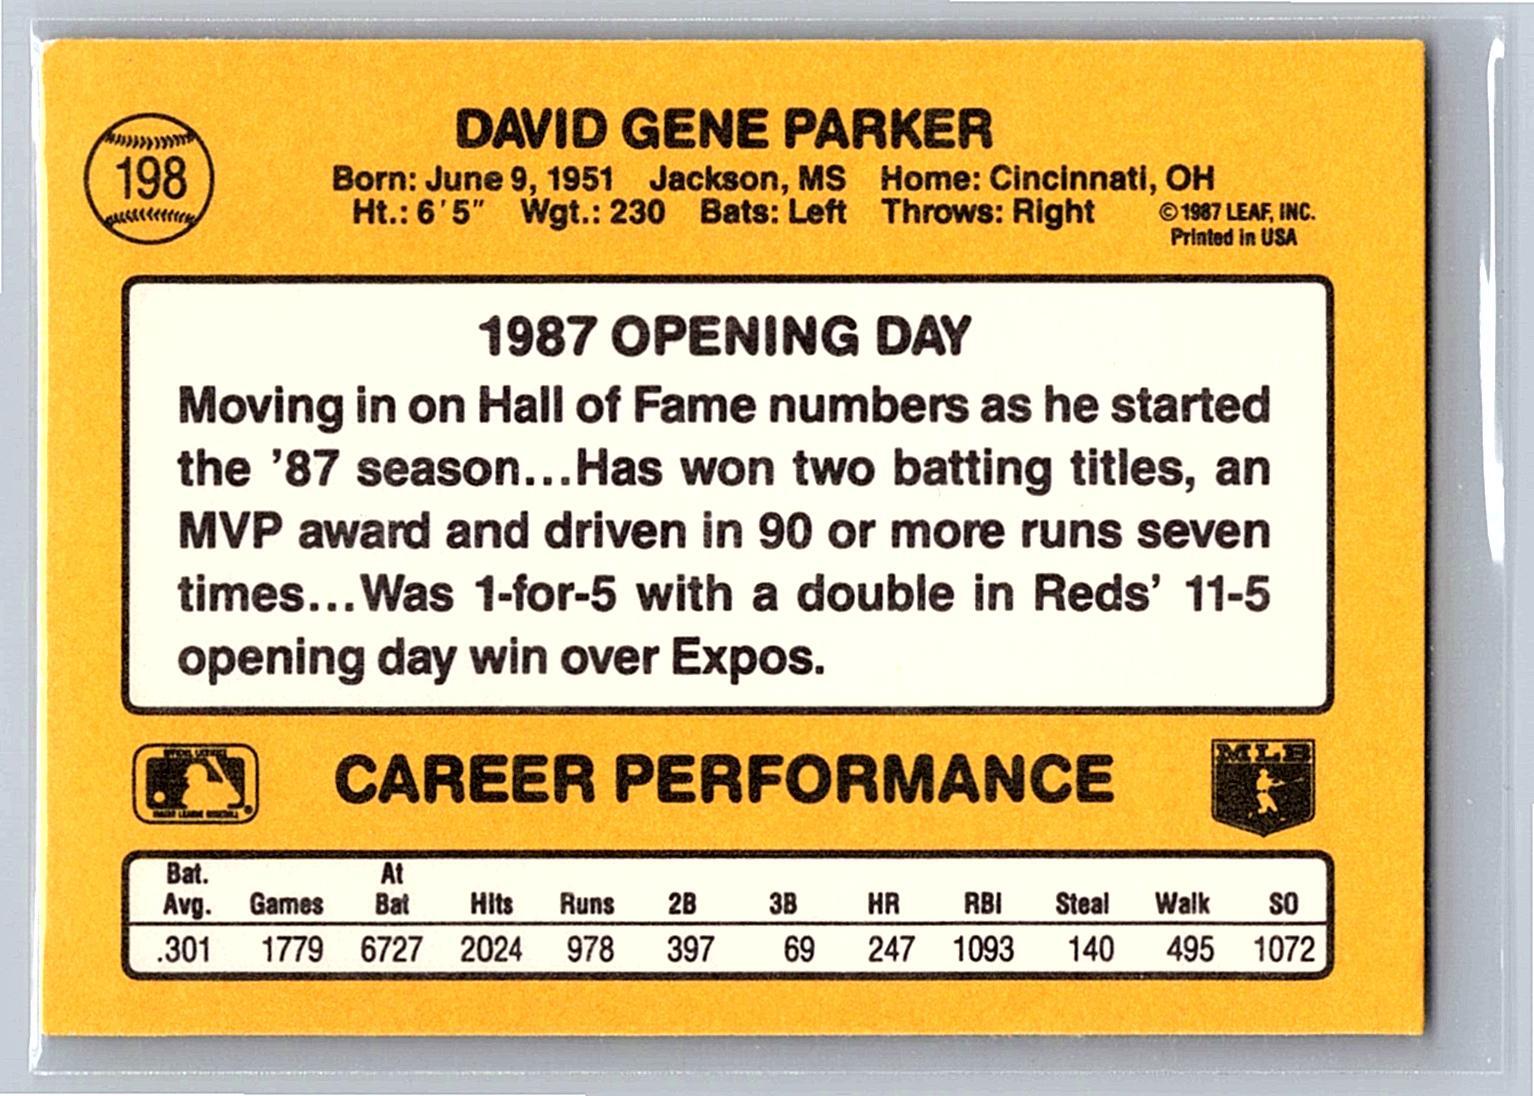 198
DAVID GENE PARKER
Born: June 9, 1951 Jackson, MS Home: Cincinnati, OH
Ht.: 6'5" Wgt.: 230 Bats: Left Throws: Right
© 1987 LEAF, INC.
Printed in USA
1987 OPENING DAY
Moving in on Hall of Fame numbers as he started
the '87 season...Has won two batting titles, an
MVP award and driven in 90 or more runs seven
times...Was 1-for-5 with a double in Reds' 11-5
opening day win over Expos.
CAREER PERFORMANCE
MLB
Bat. At
Avg. Games Bat Hits Runs 2B 3B HR RBI Steal Walk SO
.301 1779 6727 2024 978 397 69 247 1093 140 495 1072